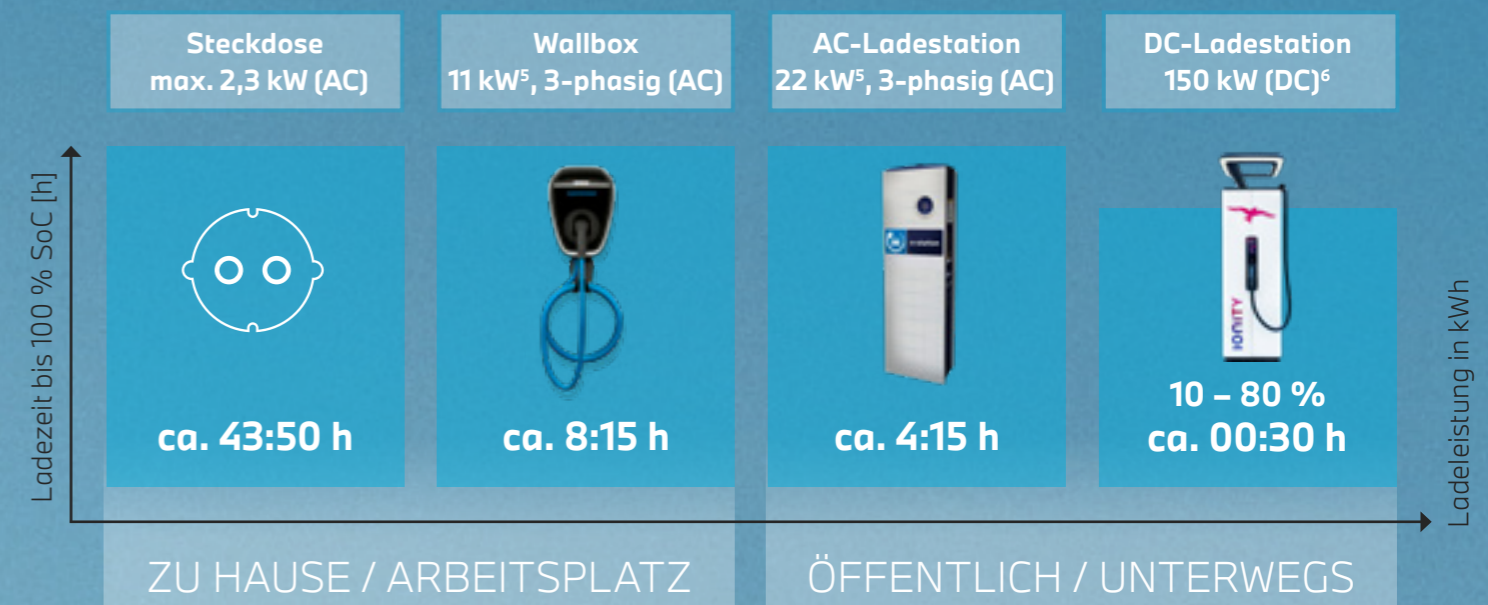 Steckdose
max. 2,3 kW (AC)
Wallbox
11 kW⁵, 3-phasig (AC)
AC-Ladestation
22 kW⁵, 3-phasig (AC)
DC-Ladestation
150 kW (DC)⁶
Ladezeit bis 100 % SoC [h]
ca. 43:50 h
ca. 8:15 h
ca. 4:15 h
IONITY
10 – 80 %
ca. 00:30 h
Ladeleistung in kWh
ZU HAUSE / ARBEITSPLATZ
ÖFFENTLICH / UNTERWEGS